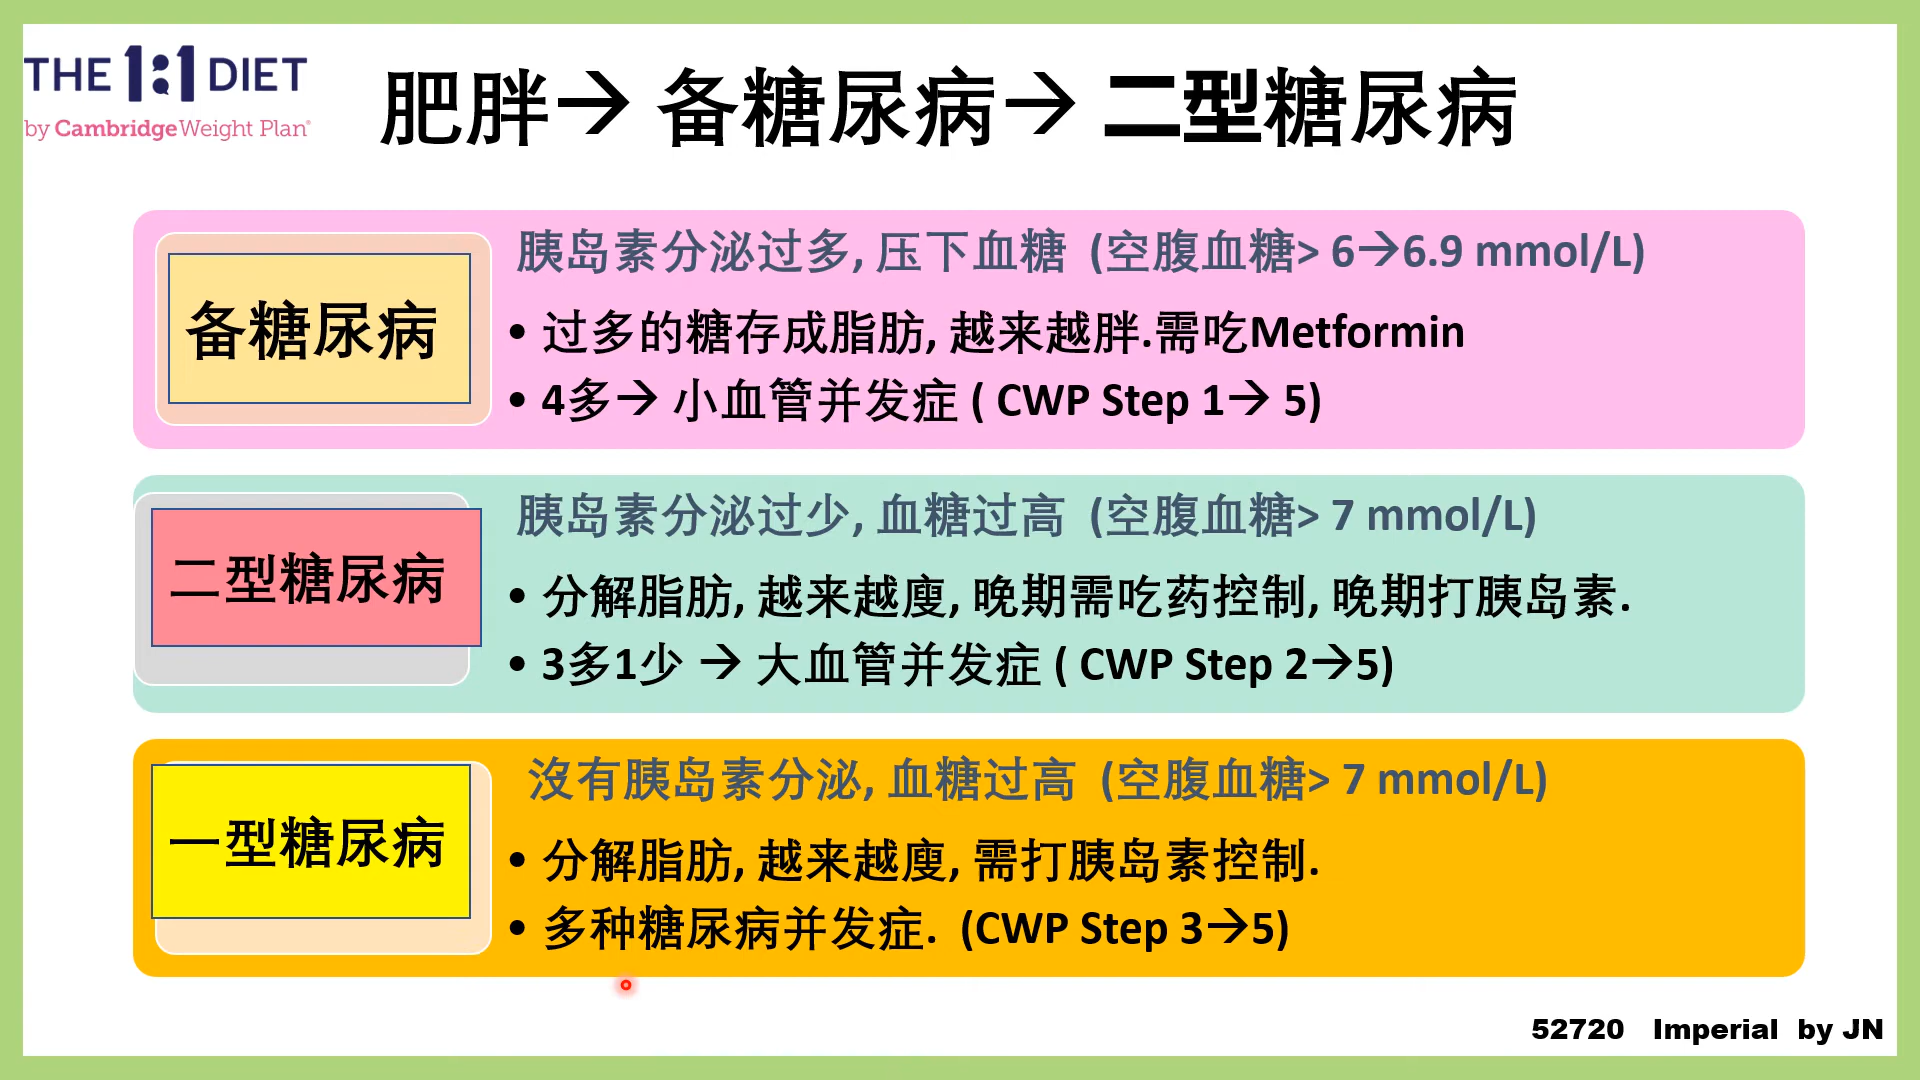 THE 1:1 DIET
by Cambridge Weight Plan®
肥胖→ 备糖尿病→ 二型糖尿病
备糖尿病
胰岛素分泌过多, 压下血糖 (空腹血糖> 6→6.9 mmol/L)
• 过多的糖存成脂肪, 越来越胖.需吃Metformin
• 4多→ 小血管并发症 ( CWP Step 1→ 5)
二型糖尿病
胰岛素分泌过少, 血糖过高 (空腹血糖> 7 mmol/L)
• 分解脂肪, 越来越廋, 晚期需吃药控制, 晚期打胰岛素.
• 3多1少 → 大血管并发症 ( CWP Step 2→5)
一型糖尿病
沒有胰岛素分泌, 血糖过高 (空腹血糖> 7 mmol/L)
• 分解脂肪, 越来越廋, 需打胰岛素控制.
• 多种糖尿病并发症. (CWP Step 3→5)
52720 Imperial by JN